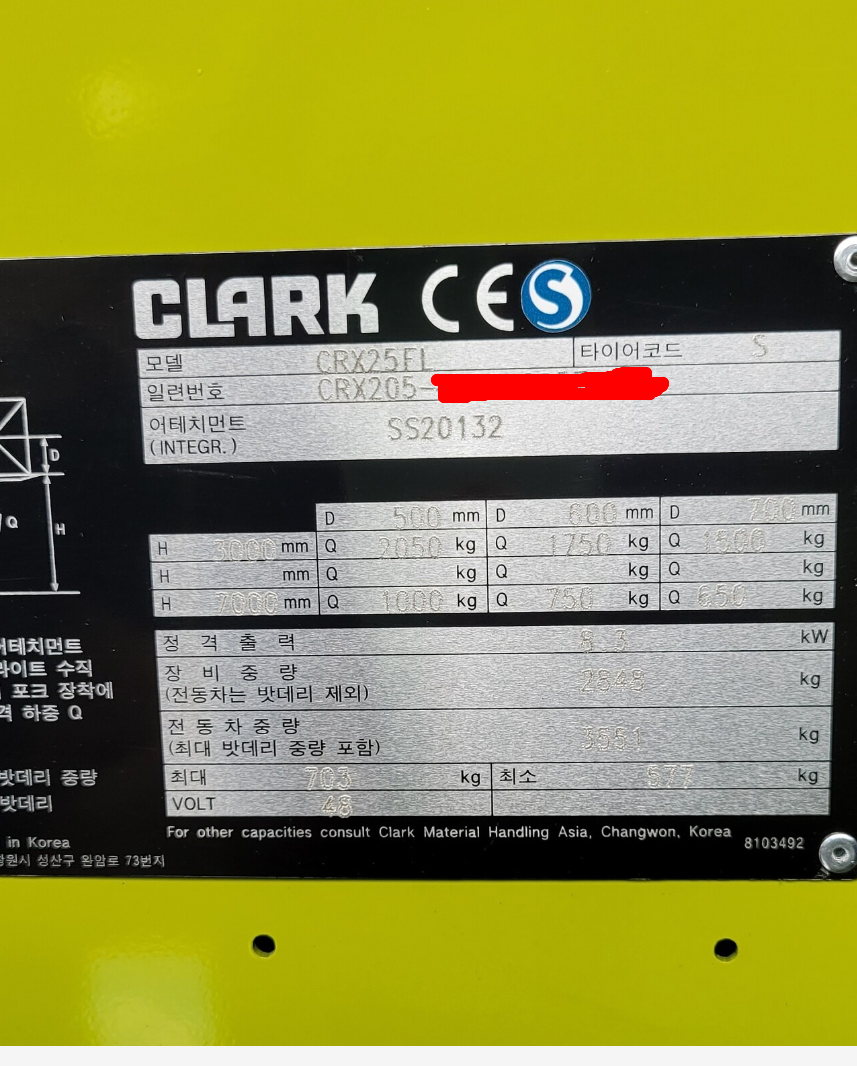 CLARK CE S
모델 CRX25FL 타이어코드 S
일련번호 CRX205-
어테치먼트 SS20132
(INTEGR.)
D
Q H
D 500 mm D 600 mm D 700 mm
H 3000 mm Q 2050 kg Q 1750 kg Q 1500 kg
H mm Q kg Q kg Q kg
H 7000 mm Q 1000 kg Q 750 kg Q 650 kg
어테치먼트
라이트 수직
포크 장착에
격 하중 Q
정 격 출 력 8.3 kW
장 비 중 량
(전동차는 밧데리 제외) 2848 kg
전 동 차 중 량
(최대 밧데리 중량 포함) 3551 kg
밧데리 중량 최대 703 kg 최소 577 kg
밧데리 VOLT 48
For other capacities consult Clark Material Handling Asia, Changwon, Korea
in Korea
8103492
창원시 성산구 완암로 73번지